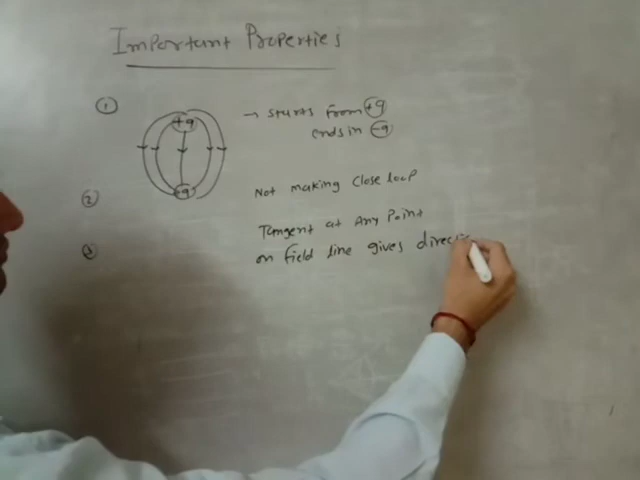 Important Properties
①
+q
-q
→ starts from +q
ends in -q
②
Not making Close loop
③
Tangent at Any Point
on field line gives directi